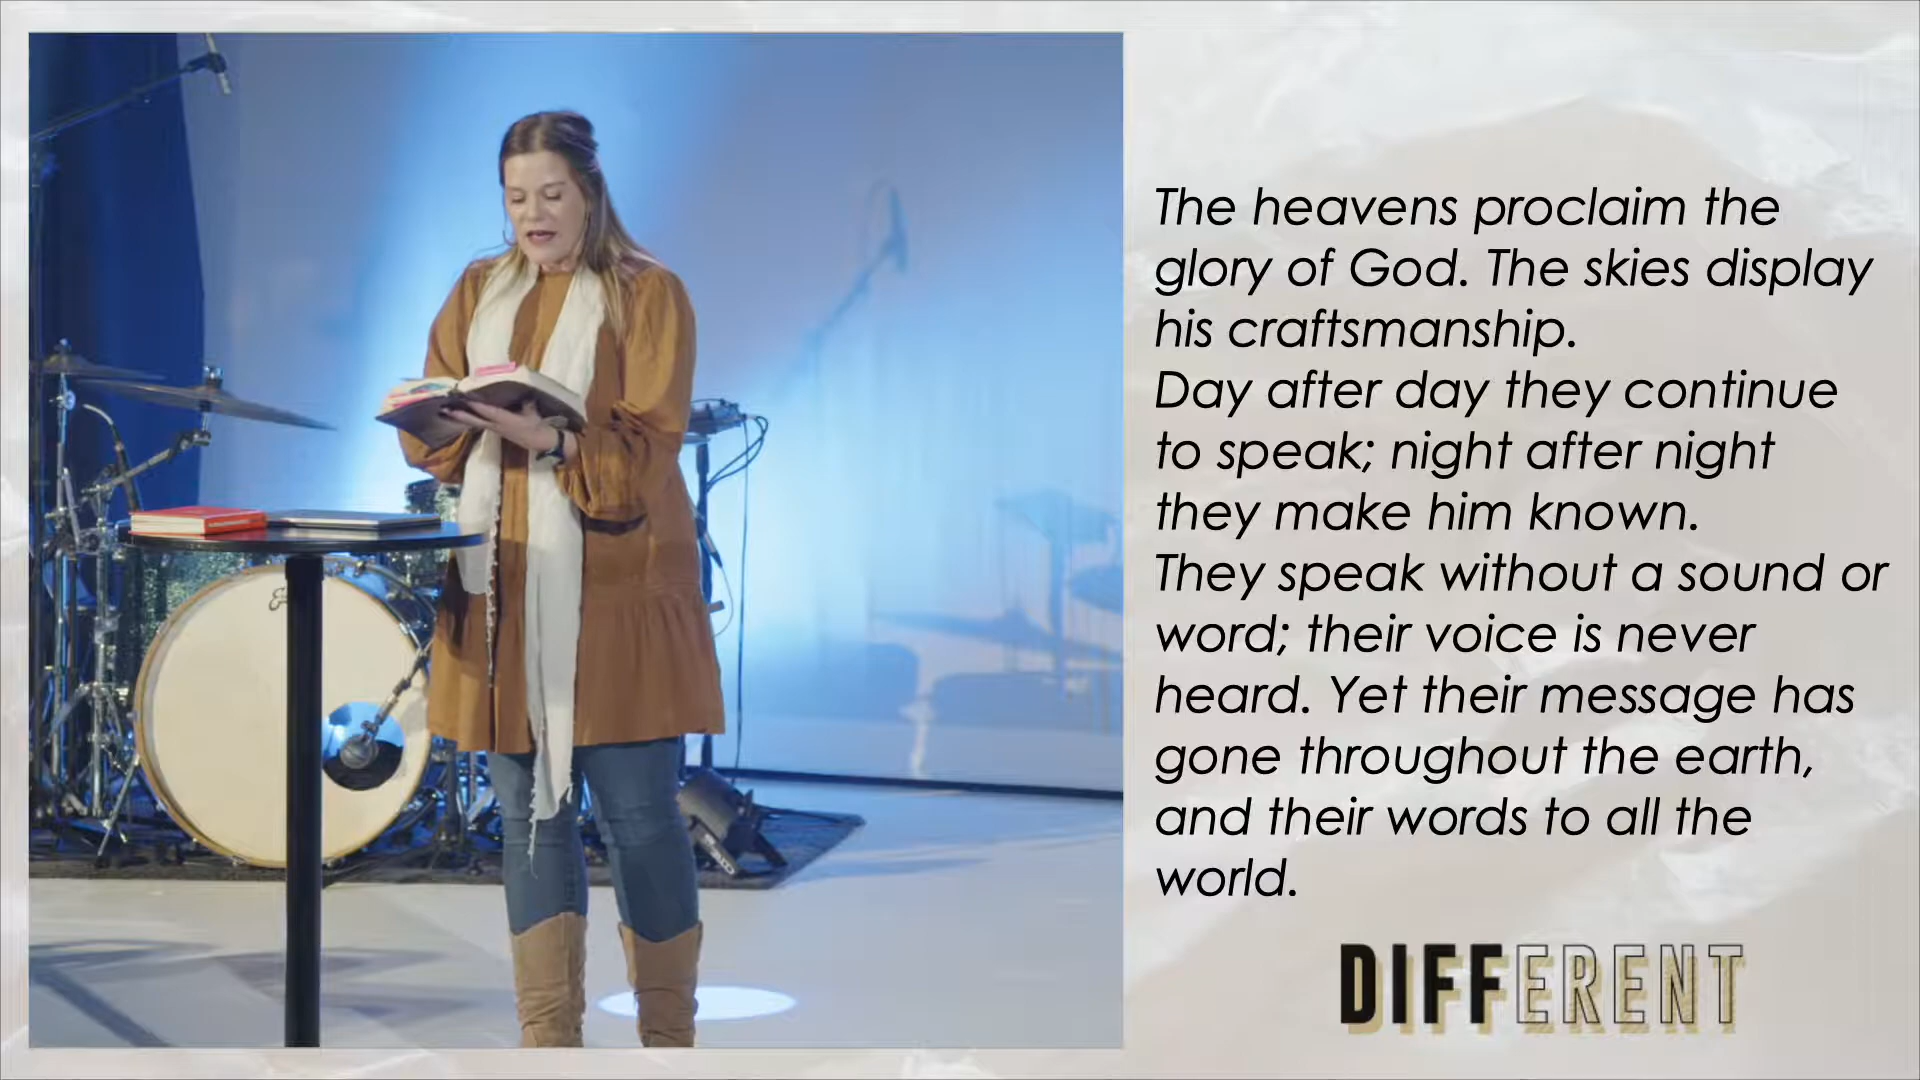 The heavens proclaim the
glory of God. The skies display
his craftsmanship.
Day after day they continue
to speak; night after night
they make him known.
They speak without a sound or
word; their voice is never
heard. Yet their message has
gone throughout the earth,
and their words to all the
world.
DIFFERENT